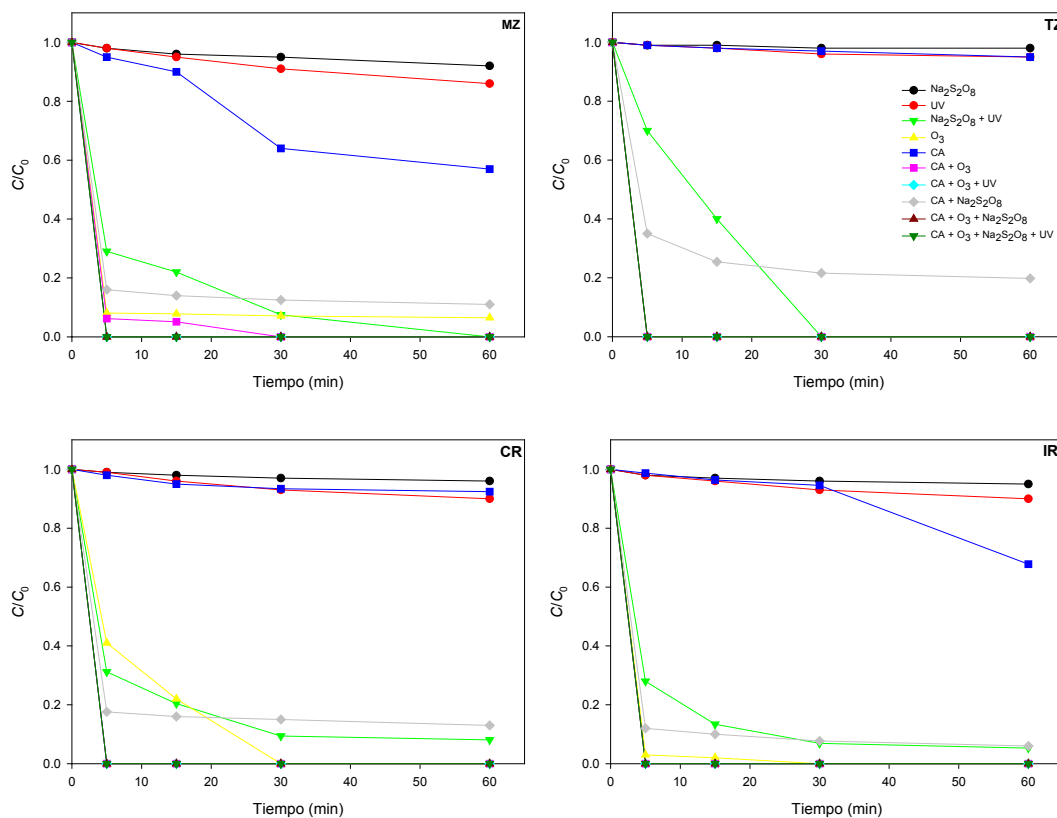 MZ
1.0
0.8
0.6
0.4
0.2
0.0
C/C₀
0 10 20 30 40 50 60
Tiempo (min)
TZ
1.0
0.8
0.6
0.4
0.2
0.0
C/C₀
0 10 20 30 40 50 60
Tiempo (min)
Na₂S₂O₈
UV
Na₂S₂O₈ + UV
O₃
CA
CA + O₃
CA + O₃ + UV
CA + Na₂S₂O₈
CA + O₃ + Na₂S₂O₈
CA + O₃ + Na₂S₂O₈ + UV
CR
1.0
0.8
0.6
0.4
0.2
0.0
C/C₀
0 10 20 30 40 50 60
Tiempo (min)
IR
1.0
0.8
0.6
0.4
0.2
0.0
C/C₀
0 10 20 30 40 50 60
Tiempo (min)